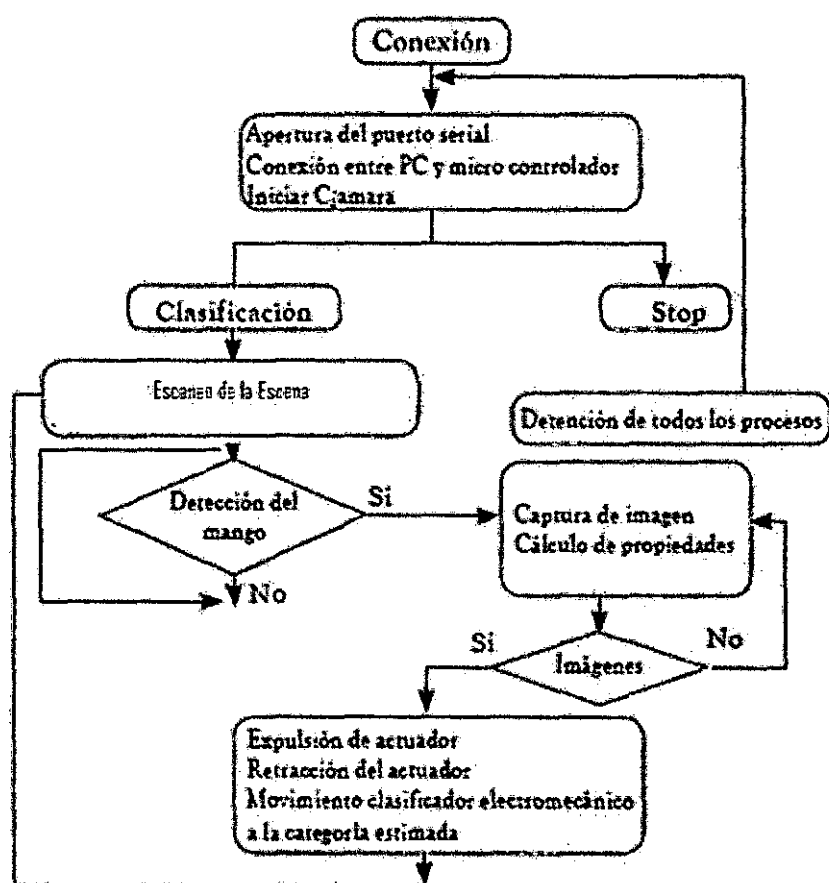 Conexión
Apertura del puerto serial
Conexión entre PC y micro controlador
Iniciar Cjamara
Clasificación
Stop
Escaneo de la Escena
Detención de todos los procesos
Detección del
mango
Si
No
Captura de imagen
Cálculo de propiedades
Si
No
Imágenes
Expulsión de actuador
Retracción del actuador
Movimiento clasificador electromecánico
a la categoría estimada